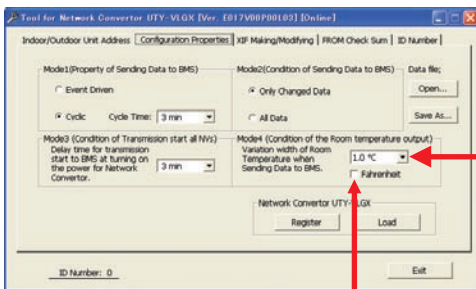 Tool for Network Convertor UTY-VLGX [Ver. E017V00P00L03] [Online]
Indoor/Outdoor Unit Address Configuration Properties XIF Making/Modifying FROM Check Sum ID Number
Mode1(Property of Sending Data to BMS)
Event Driven
Cyclic Cycle Time: 3 min
Mode2(Condition of Sending Data to BMS)
Only Changed Data
All Data
Data file;
Open...
Save As...
Mode3 (Condition of Transmission start all NVs)
Delay time for transmission
start to BMS at turning on
the power for Network
Convertor.
3 min
Mode4 (Condition of the Room temperature output)
Variation width of Room
Temperature when
Sending Data to BMS.
1.0 °C
Fahrenheit
Network Convertor UTY-VLGX
Register Load
ID Number: 0
Exit